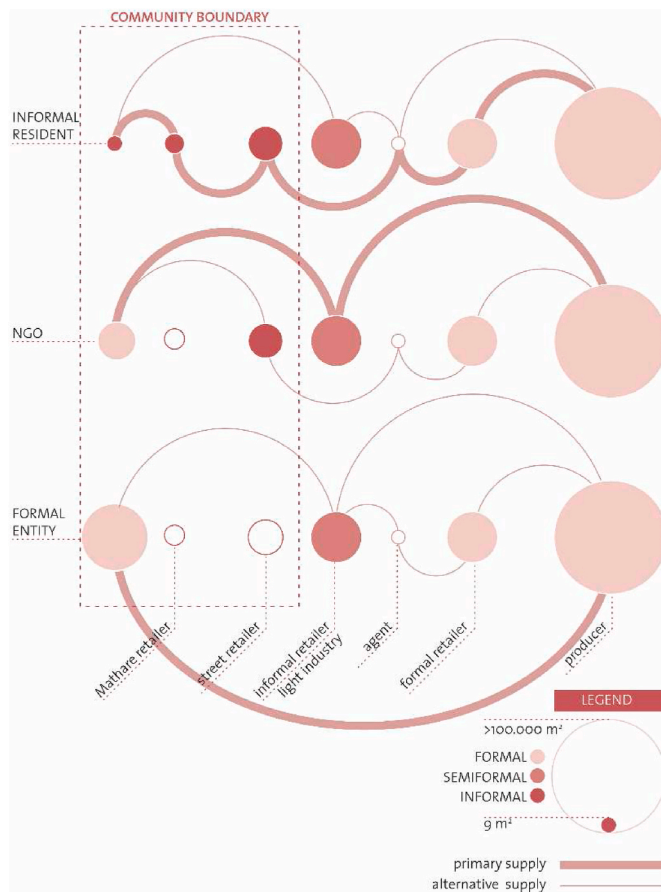 COMMUNITY BOUNDARY
INFORMAL
RESIDENT
NGO
FORMAL
ENTITY
Mathare retailer
street retailer
informal retailer
light industry
agent
formal retailer
producer
LEGEND
>100.000 m²
FORMAL
SEMIFORMAL
INFORMAL
9 m²
primary supply
alternative supply